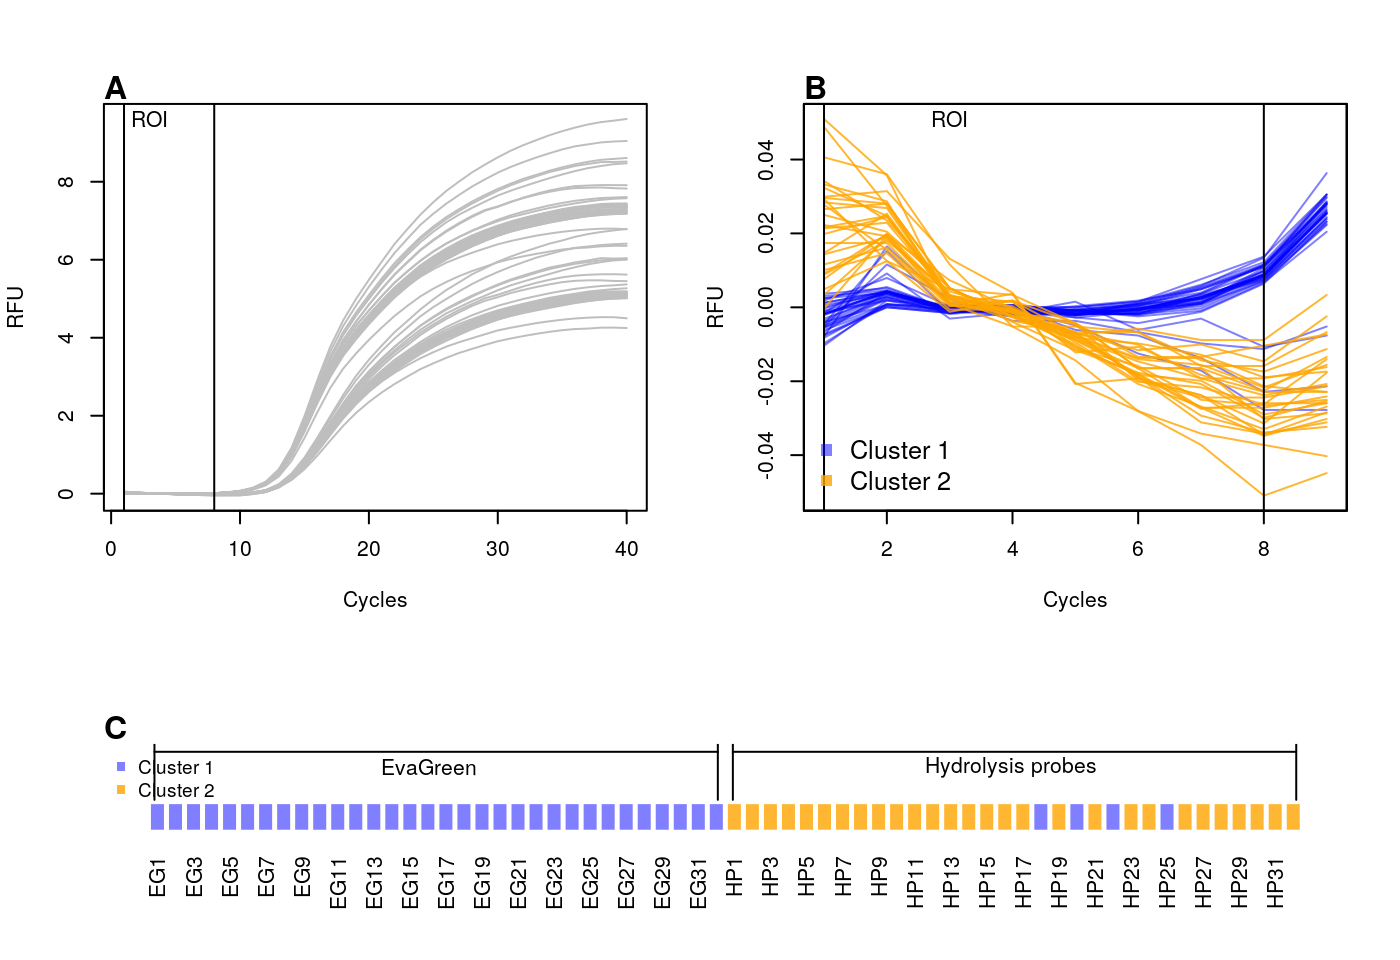 A
ROI
RFU
0
2
4
6
8
0
10
20
30
40
Cycles
B
ROI
RFU
-0.04
-0.02
0.00
0.02
0.04
Cluster 1
Cluster 2
2
4
6
8
Cycles
C
Cluster 1
Cluster 2
EvaGreen
Hydrolysis probes
EG1
EG3
EG5
EG7
EG9
EG11
EG13
EG15
EG17
EG19
EG21
EG23
EG25
EG27
EG29
EG31
HP1
HP3
HP5
HP7
HP9
HP11
HP13
HP15
HP17
HP19
HP21
HP23
HP25
HP27
HP29
HP31